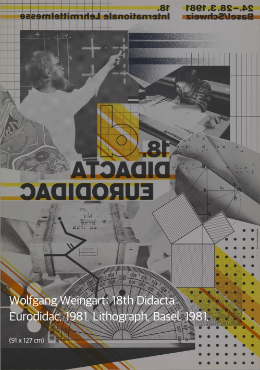 18.
Internationale Lehrmittelmesse
24.–28.3.1981
Basel/Schweiz
18.
DIDACTA
EURODIDAC
Wolfgang Weingart: 18th Didacta
Eurodidac. 1981. Lithograph, Basel, 1981.
(91 x 127 cm)